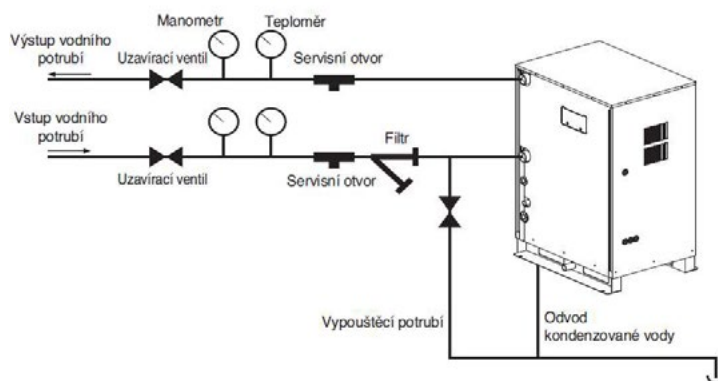 Manometr
Teploměr
Výstup vodního
potrubí
Uzavírací ventil
Servisní otvor
Vstup vodního
potrubí
Filtr
Uzavírací ventil
Servisní otvor
Vypouštěcí potrubí
Odvod
kondenzované vody